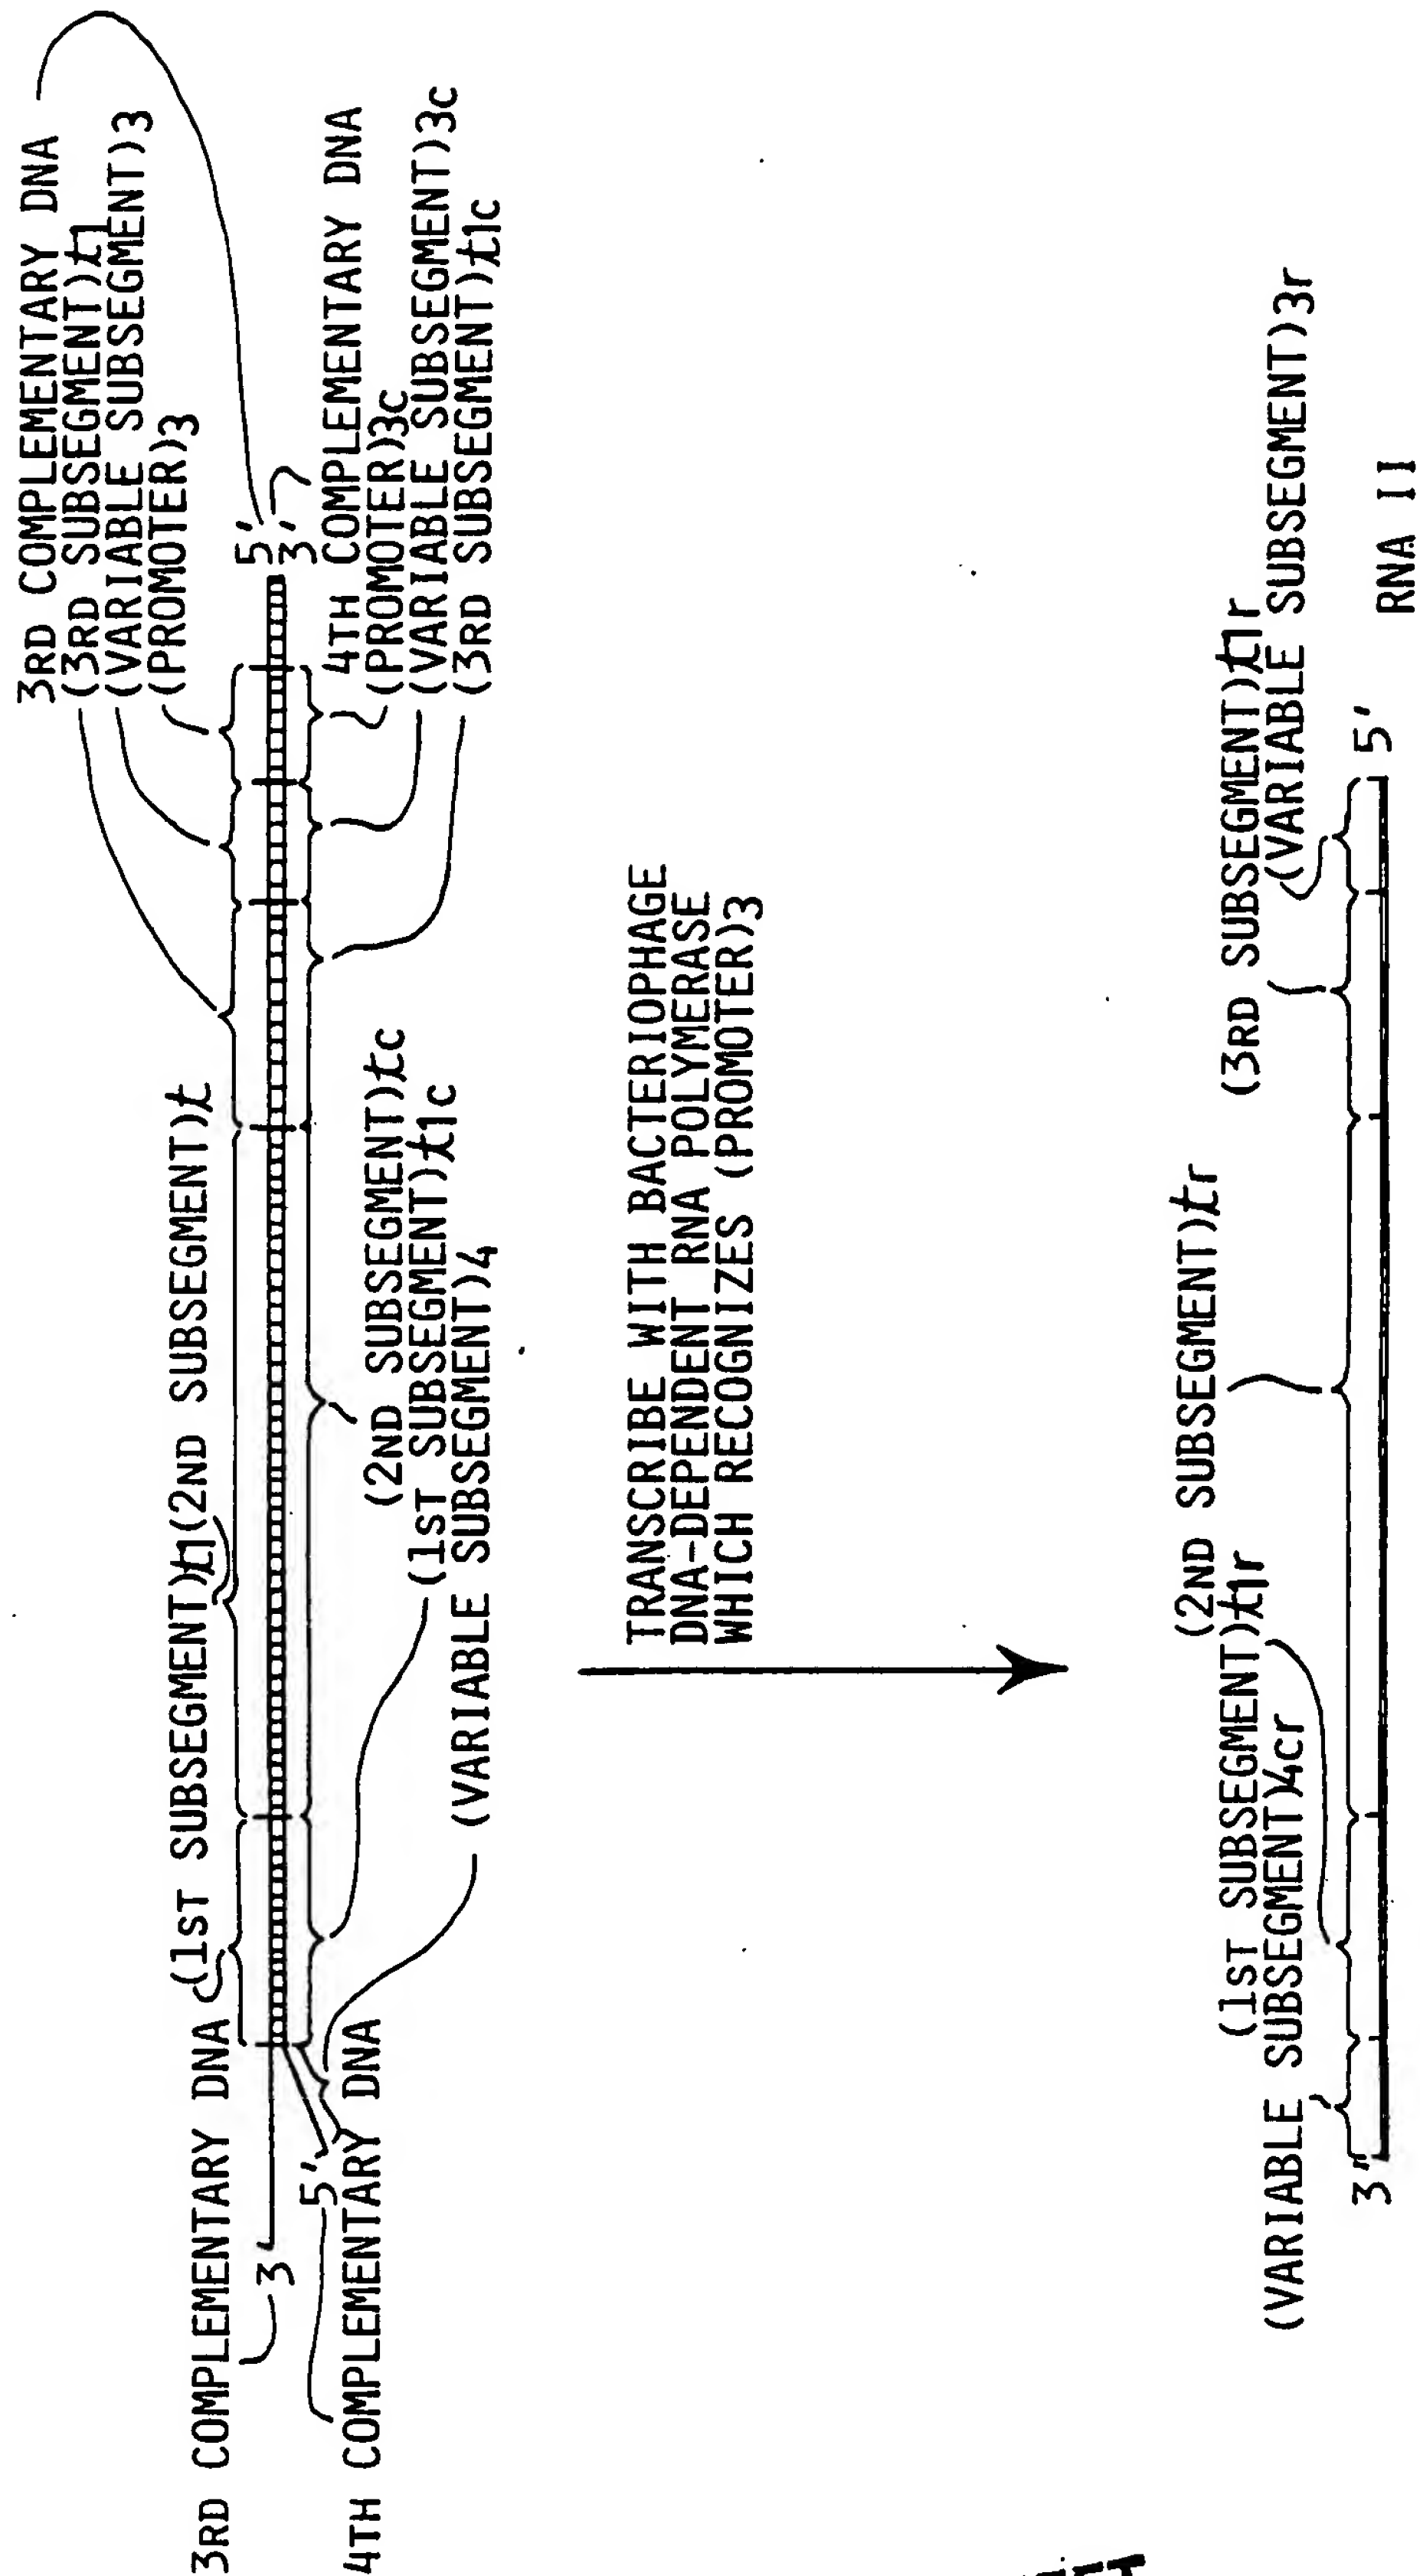 3RD COMPLEMENTARY DNA
(3RD SUBSEGMENT)t1
(VARIABLE SUBSEGMENT)3
(PROMOTER)3
(1ST SUBSEGMENT)t1
(2ND SUBSEGMENT)t
3RD COMPLEMENTARY DNA
3'
5'
5'
3'
4TH COMPLEMENTARY DNA
4TH COMPLEMENTARY DNA
(PROMOTER)3c
(VARIABLE SUBSEGMENT)3c
(3RD SUBSEGMENT)t1c
(2ND SUBSEGMENT)tc
(1ST SUBSEGMENT)t1c
(VARIABLE SUBSEGMENT)4
TRANSCRIBE WITH BACTERIOPHAGE
DNA-DEPENDENT RNA POLYMERASE
WHICH RECOGNIZES (PROMOTER)3
(2ND SUBSEGMENT)tr
(1ST SUBSEGMENT)t1r
(3RD SUBSEGMENT)t1r
(VARIABLE SUBSEGMENT)4cr
(VARIABLE SUBSEGMENT)3r
3"
5'
RNA II